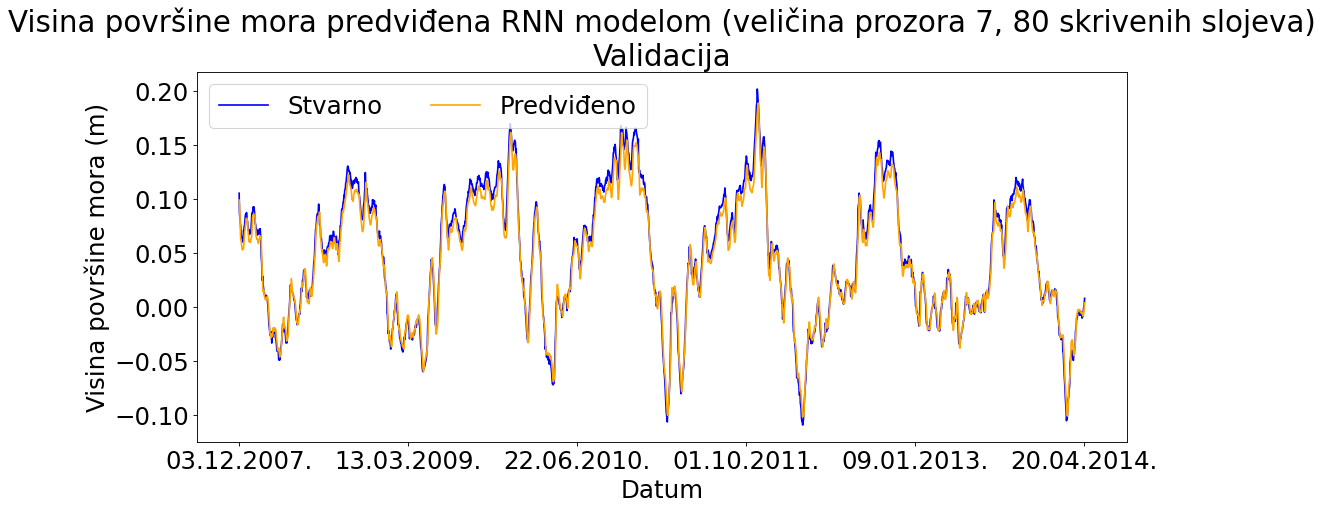 Visina površine mora predviđena RNN modelom (veličina prozora 7, 80 skrivenih slojeva)
Validacija
Stvarno Predviđeno
Visina površine mora (m)
0.20
0.15
0.10
0.05
0.00
−0.05
−0.10
03.12.2007. 13.03.2009. 22.06.2010. 01.10.2011. 09.01.2013. 20.04.2014.
Datum